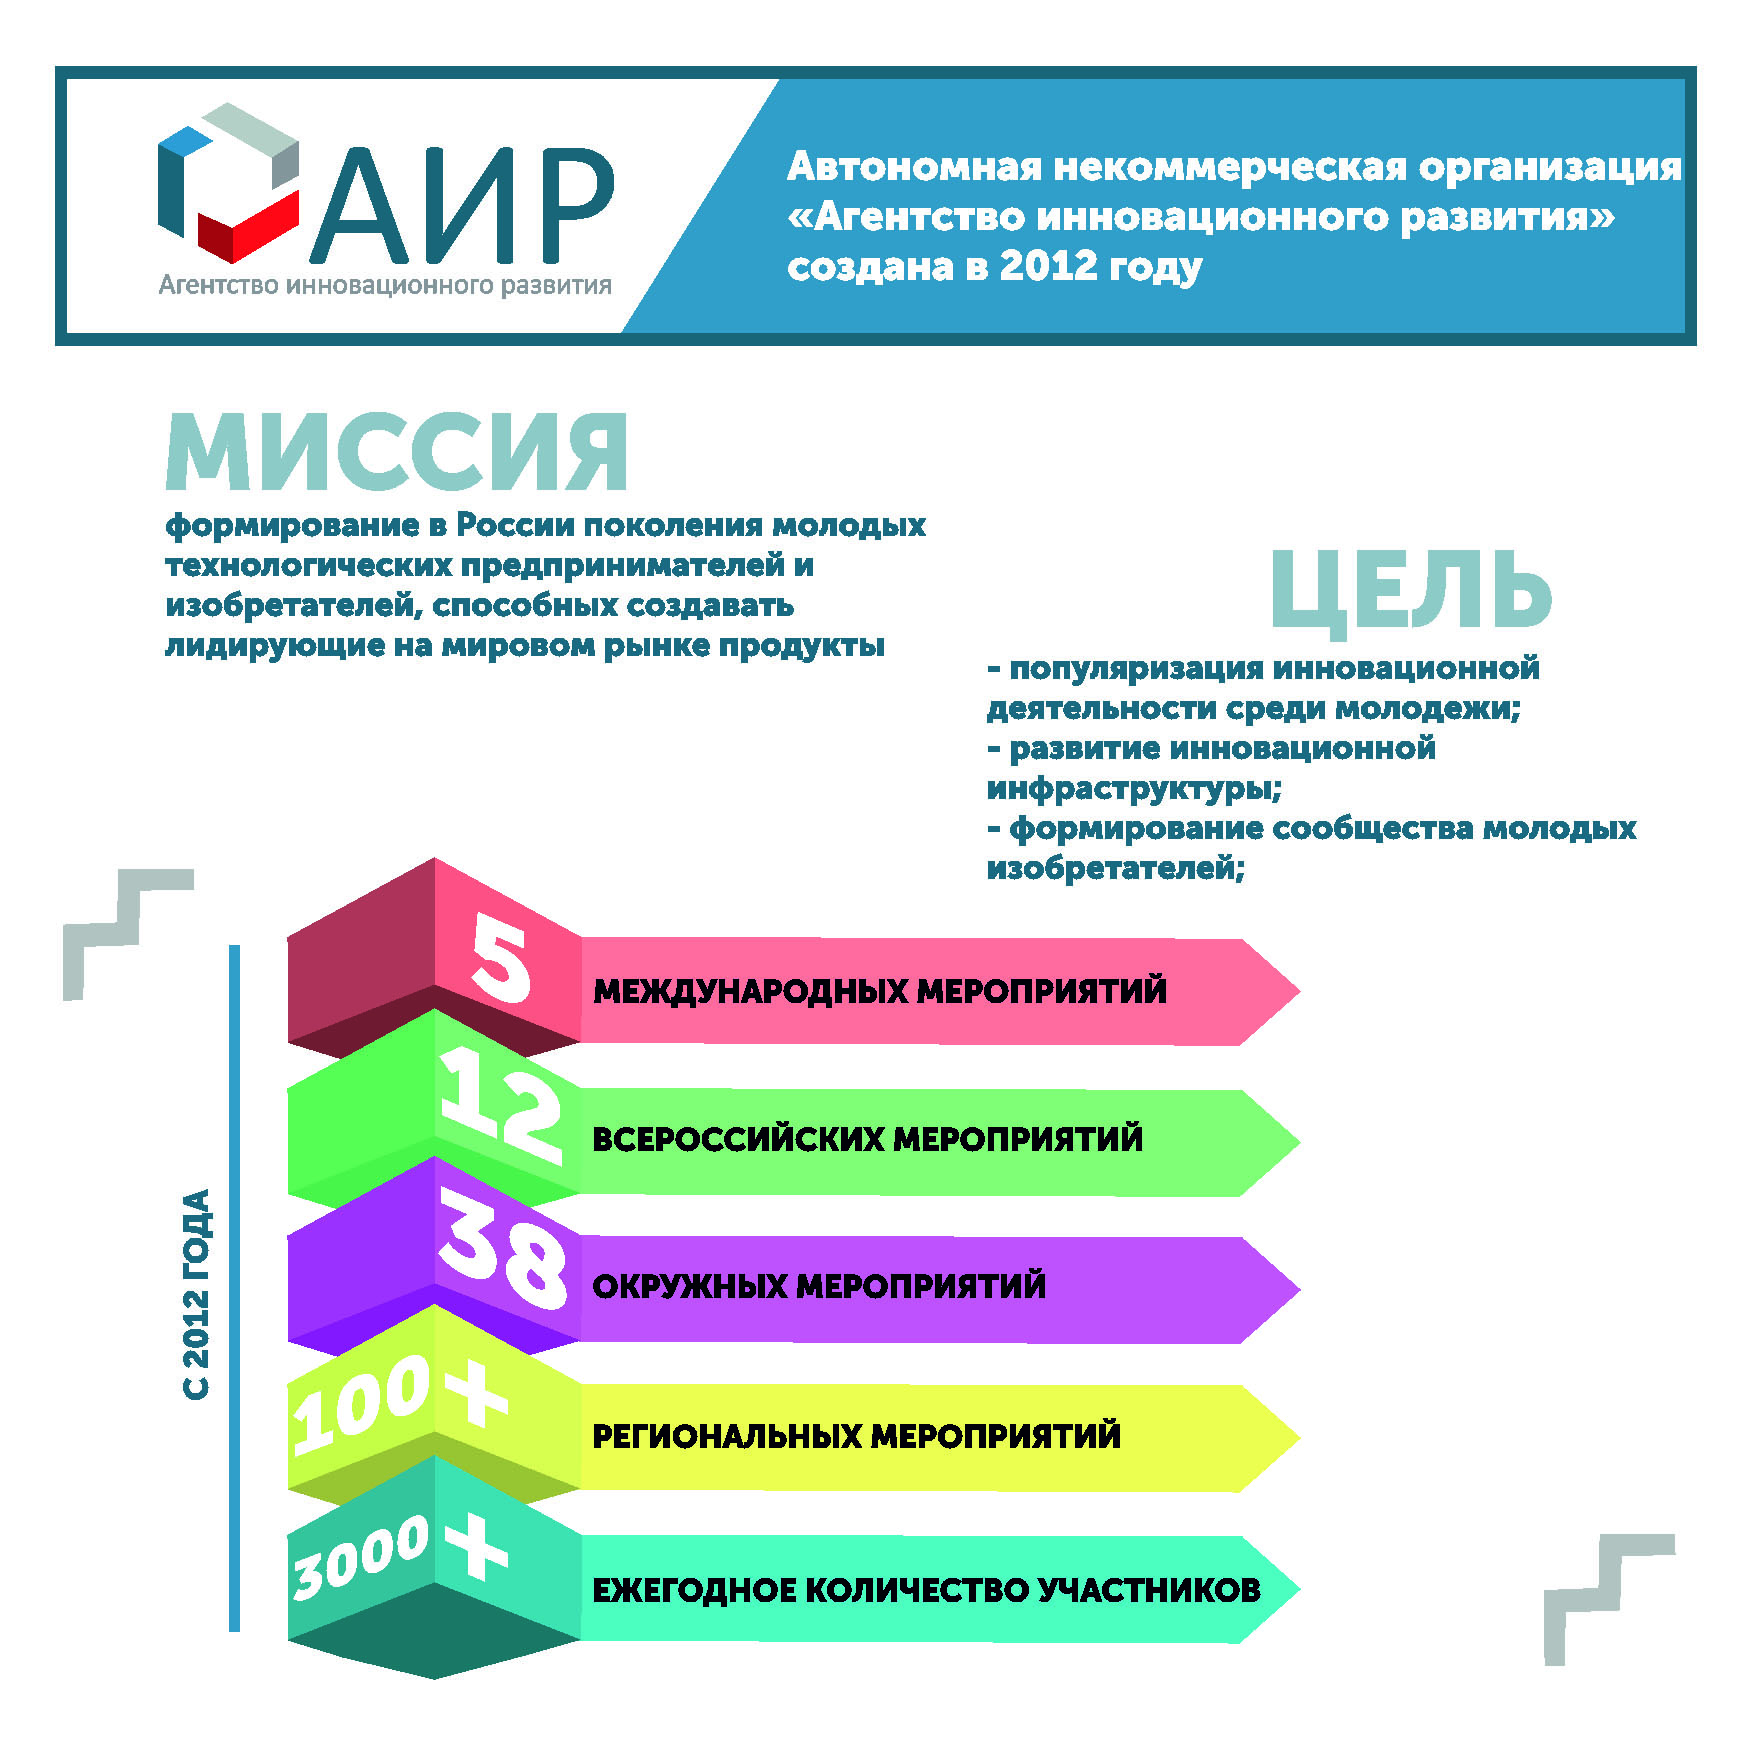 АИР
Агентство инновационного развития
Автономная некоммерческая организация
«Агентство инновационного развития»
создана в 2012 году
МИССИЯ
формирование в России поколения молодых
технологических предпринимателей и
изобретателей, способных создавать
лидирующие на мировом рынке продукты
ЦЕЛЬ
- популяризация инновационной
деятельности среди молодежи;
- развитие инновационной
инфраструктуры;
- формирование сообщества молодых
изобретателей;
С 2012 ГОДА
5
МЕЖДУНАРОДНЫХ МЕРОПРИЯТИЙ
12
ВСЕРОССИЙСКИХ МЕРОПРИЯТИЙ
38
ОКРУЖНЫХ МЕРОПРИЯТИЙ
100+
РЕГИОНАЛЬНЫХ МЕРОПРИЯТИЙ
3000+
ЕЖЕГОДНОЕ КОЛИЧЕСТВО УЧАСТНИКОВ